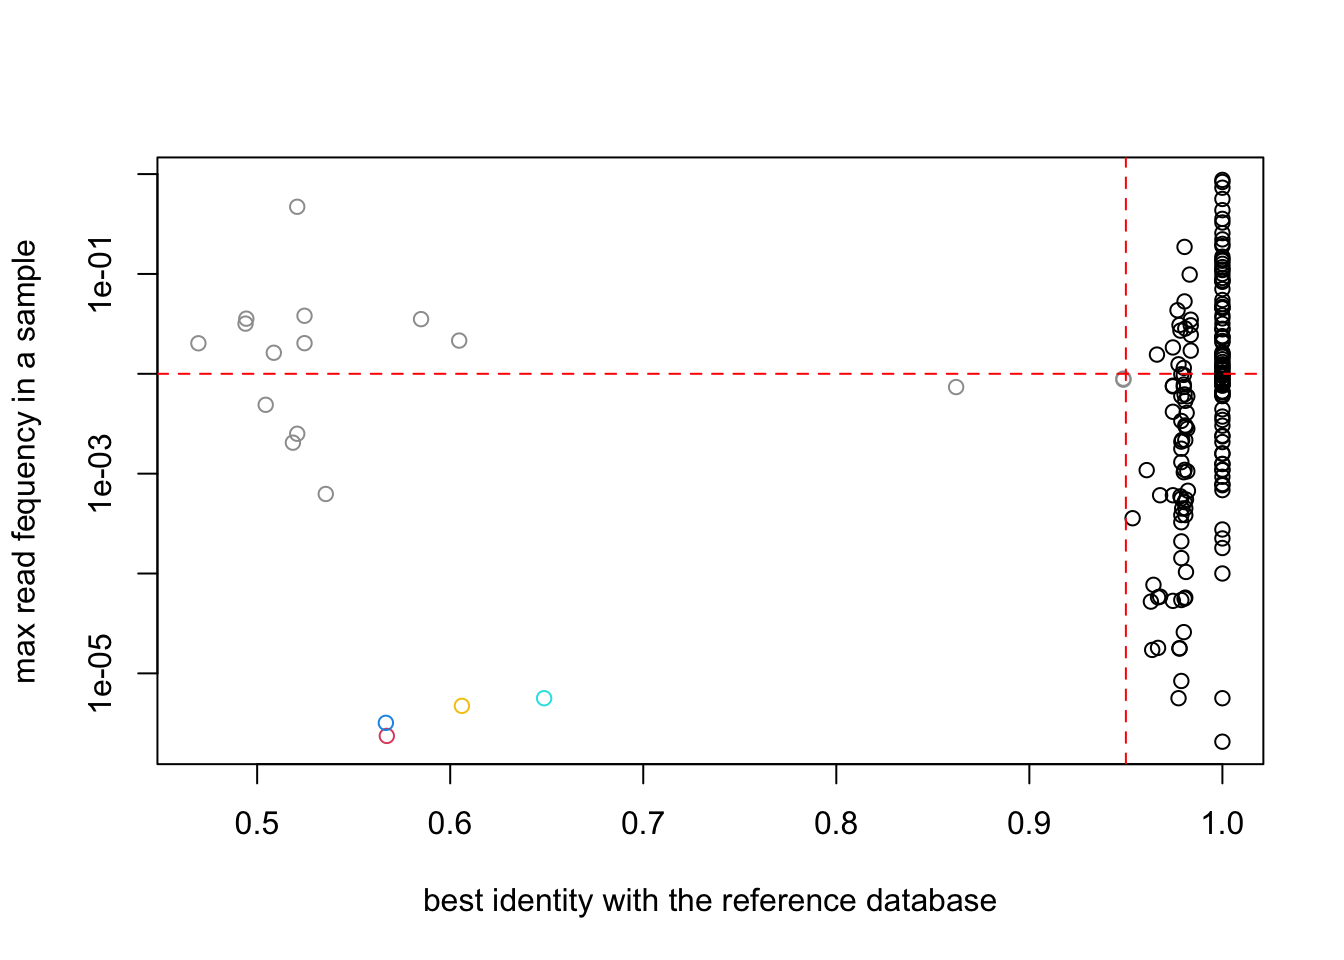 max read fequency in a sample
1e-01
1e-03
1e-05
0.5 0.6 0.7 0.8 0.9 1.0
best identity with the reference database